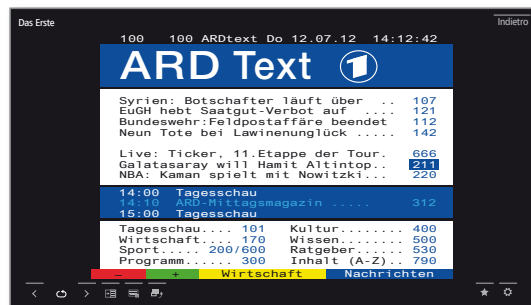 Das Erste
Indietro
100 100 ARDtext Do 12.07.12 14:12:42
ARD Text 1
Syrien: Botschafter läuft über .. 107
EuGH hebt Saatgut-Verbot auf .... 121
Bundeswehr:Feldpostaffäre beendet 112
Neun Tote bei Lawinenunglück ..... 142
Live: Ticker, 11.Etappe der Tour. 666
Galatasaray will Hamit Altintop.. 211
NBA: Kaman spielt mit Nowitzki... 220
14:00 Tagesschau
14:10 ARD-Mittagsmagazin ..... 312
15:00 Tagesschau
Tagesschau.... 101 Kultur........ 400
Wirtschaft.... 170 Wissen........ 500
Sport..... 200/600 Ratgeber...... 530
Programm...... 300 Inhalt (A-Z).. 790
– + Wirtschaft Nachrichten